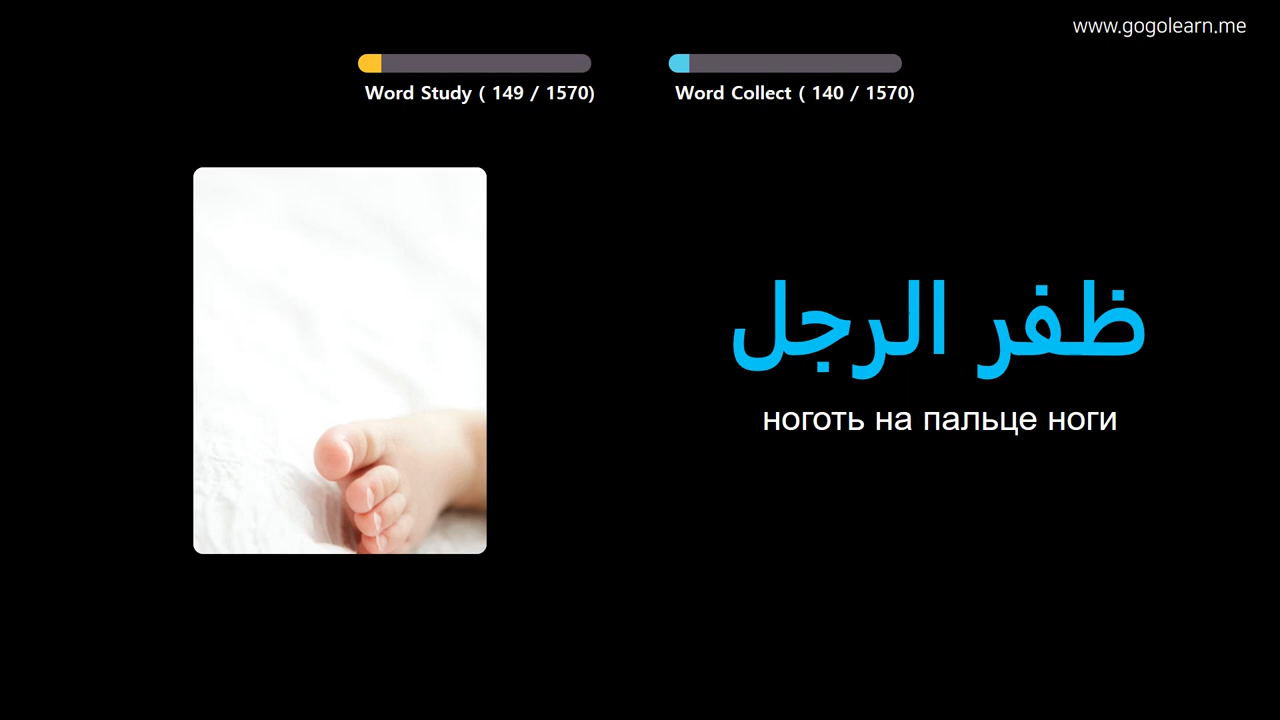 www.gogolearn.me
Word Study ( 149 / 1570)
Word Collect ( 140 / 1570)
ظفر الرجل
ноготь на пальце ноги